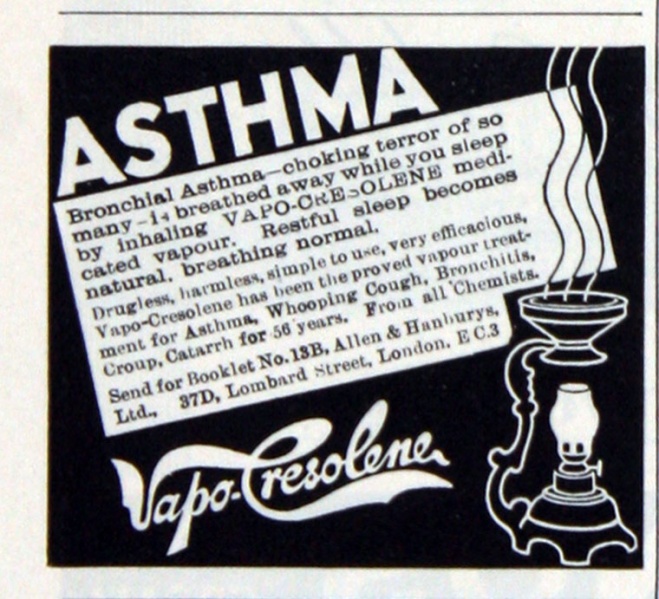 ASTHMA
Bronchial Asthma—choking terror of so
many—is breathed away while you sleep
by inhaling VAPO-CRESOLENE medi-
cated vapour. Restful sleep becomes
natural, breathing normal.
Drugless, harmless, simple to use, very efficacious,
Vapo-Cresolene has been the proved vapour treat-
ment for Asthma, Whooping Cough, Bronchitis,
Croup, Catarrh for 56 years. From all Chemists.
Send for Booklet No. 13B, Allen & Hanburys,
Ltd., 37D, Lombard Street, London. E C.3
Vapo-Cresolene